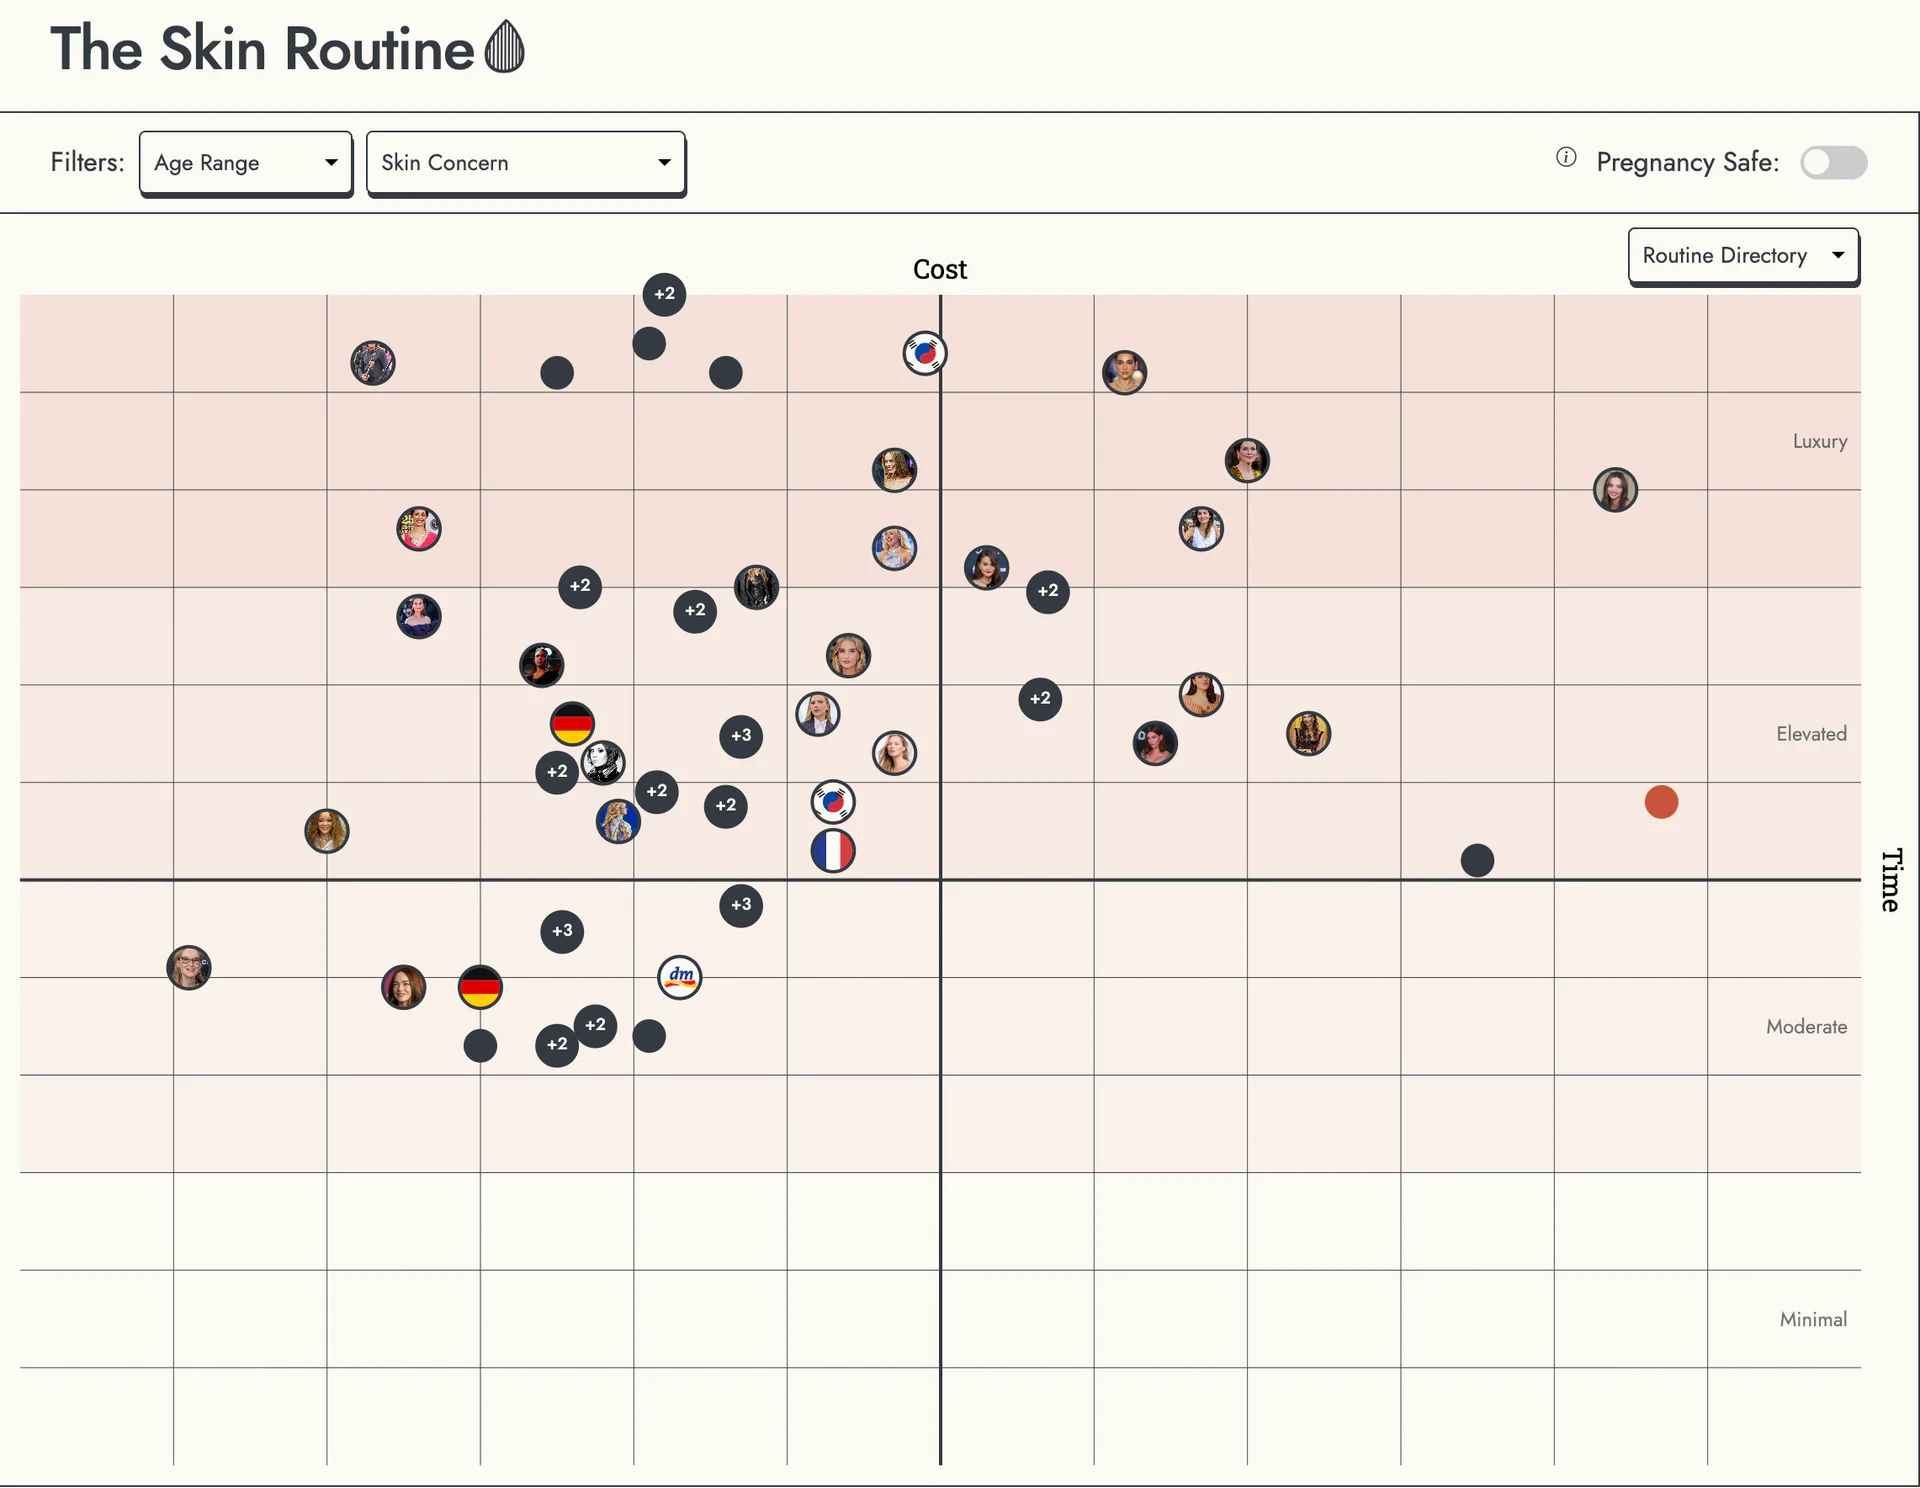 The Skin Routine
Filters:
Age Range
Skin Concern
Pregnancy Safe:
Routine Directory
Cost
+2
Luxury
+2
+2
+2
+2
+3
Elevated
+2
+2
+2
Time
+3
+3
dm
+2
+2
Moderate
Minimal